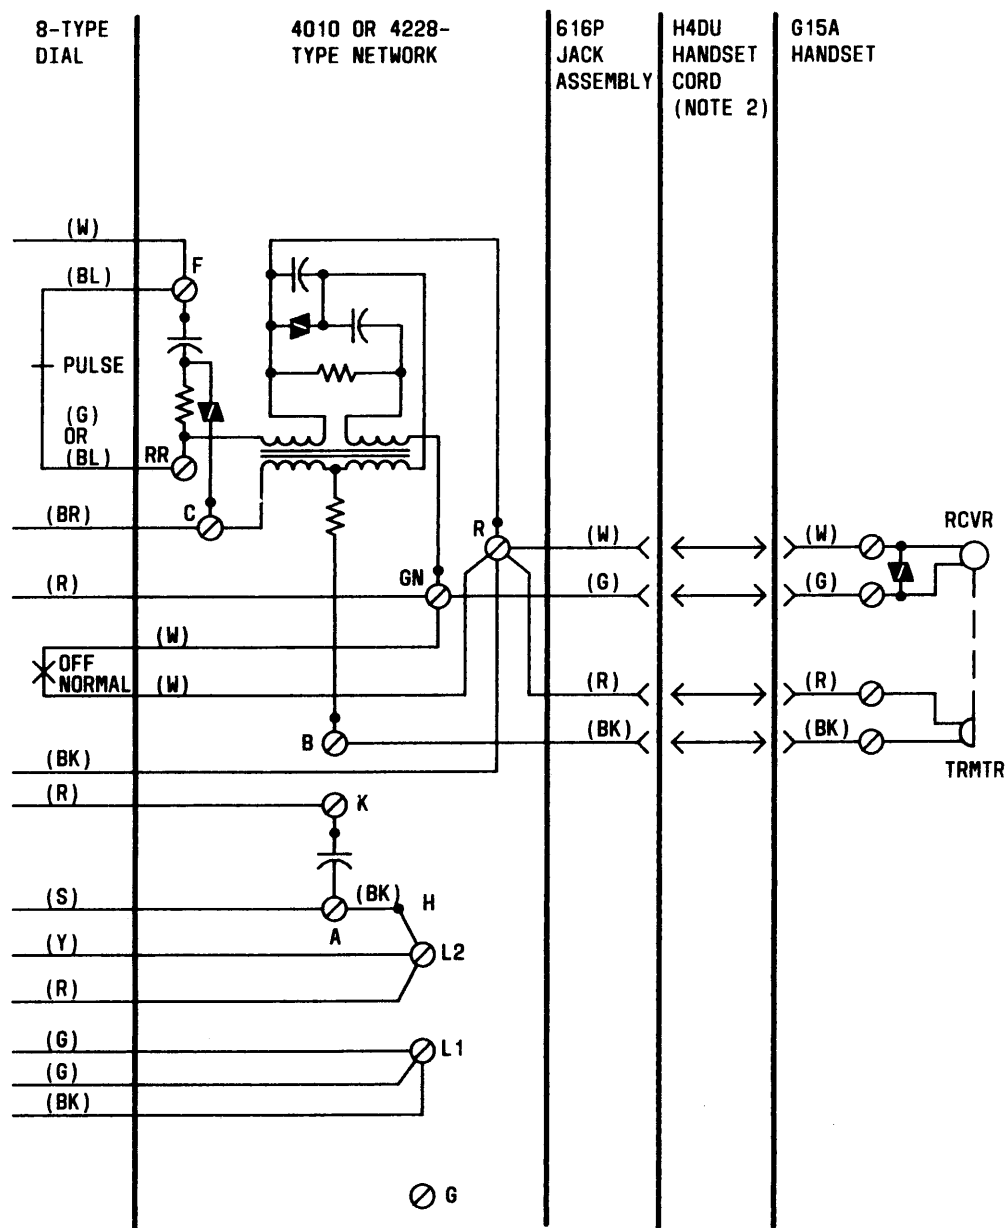 8-TYPE
DIAL
4010 OR 4228-
TYPE NETWORK
616P
JACK
ASSEMBLY
H4DU
HANDSET
CORD
(NOTE 2)
G15A
HANDSET
(W)
F
(BL)
PULSE
(G)
OR
(BL)
RR
(BR)
C
R
(W)
(W)
RCVR
(R)
GN
(G)
(G)
(W)
OFF
NORMAL
(W)
(R)
(R)
B
(BK)
(BK)
TRMTR
(BK)
(R)
K
(S)
(BK)
H
A
(Y)
L2
(R)
(G)
L1
(G)
(BK)
G